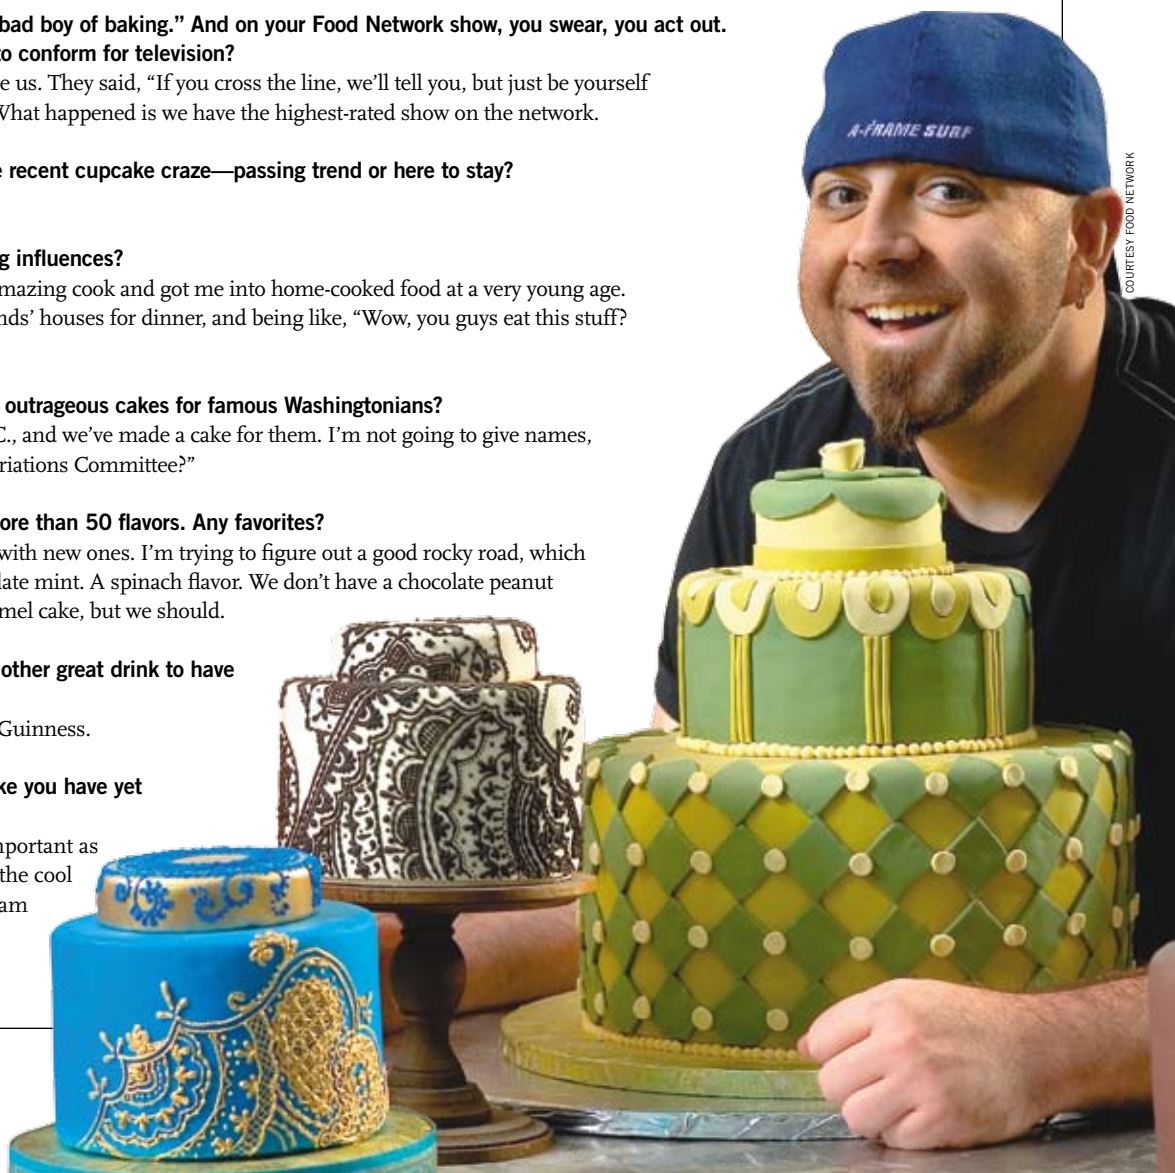 bad boy of baking.” And on your Food Network show, you swear, you act out.
to conform for television?
e us. They said, “If you cross the line, we’ll tell you, but just be yourself
What happened is we have the highest-rated show on the network.
e recent cupcake craze—passing trend or here to stay?
g influences?
mazing cook and got me into home-cooked food at a very young age.
nds’ houses for dinner, and being like, “Wow, you guys eat this stuff?
outrageous cakes for famous Washingtonians?
C., and we’ve made a cake for them. I’m not going to give names,
riations Committee?”
ore than 50 flavors. Any favorites?
with new ones. I’m trying to figure out a good rocky road, which
late mint. A spinach flavor. We don’t have a chocolate peanut
mel cake, but we should.
other great drink to have
Guinness.
ke you have yet
nportant as
the cool
am
A-FRAME SURF
COURTESY FOOD NETWORK